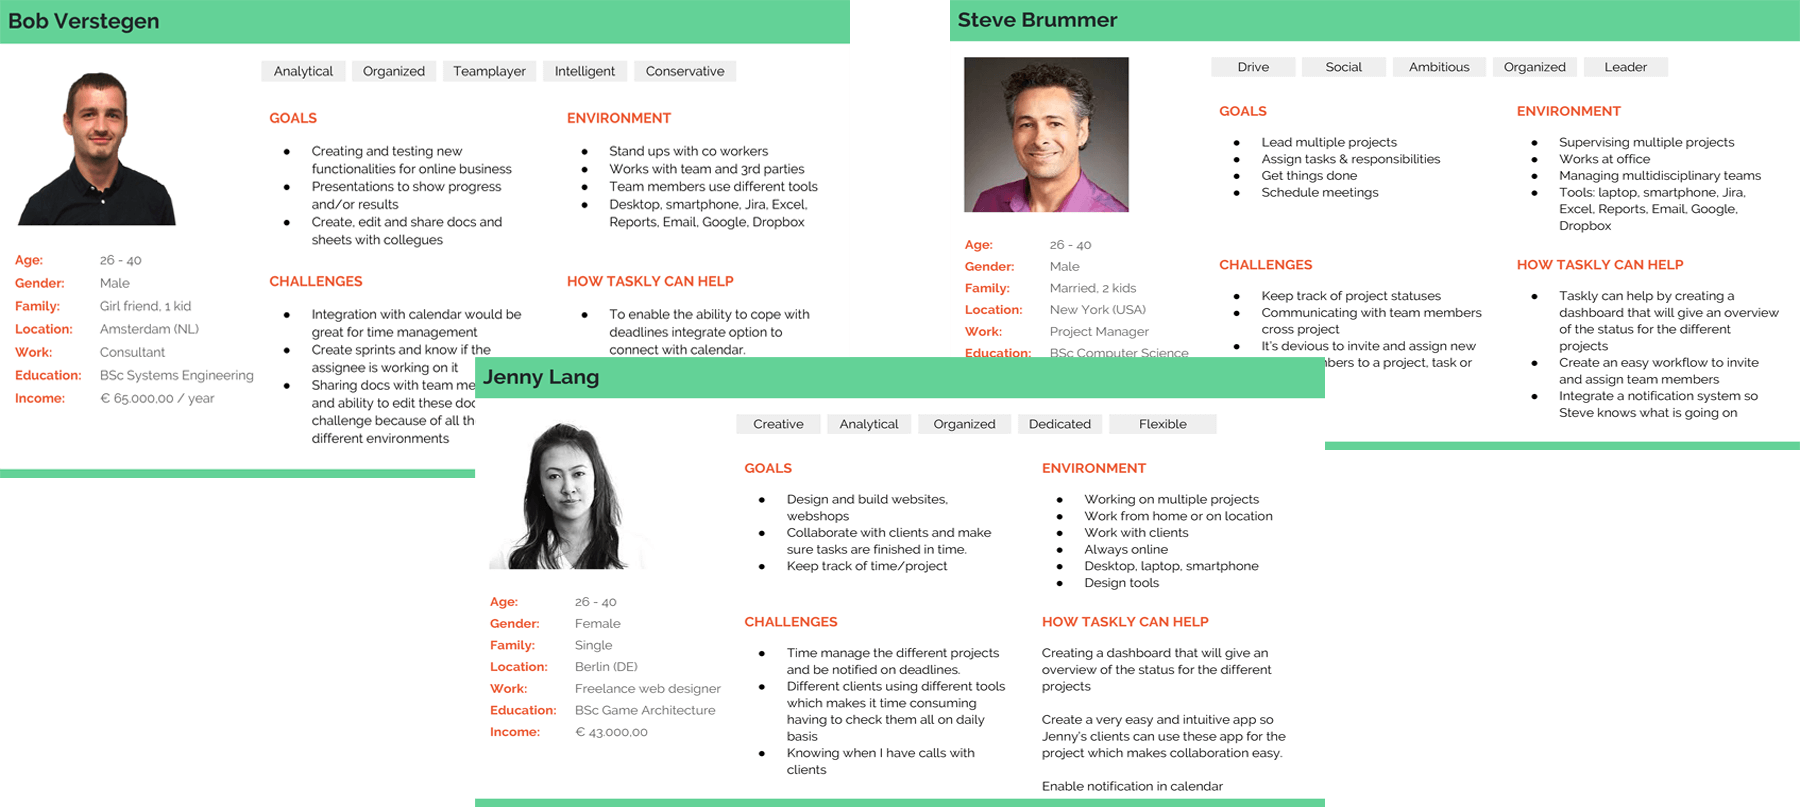 Bob Verstegen
Analytical
Organized
Teamplayer
Intelligent
Conservative
GOALS
● Creating and testing new
functionalities for online business
● Presentations to show progress
and/or results
● Create, edit and share docs and
sheets with collegues
ENVIRONMENT
● Stand ups with co workers
● Works with team and 3rd parties
● Team members use different tools
● Desktop, smartphone, Jira, Excel,
Reports, Email, Google, Dropbox
Age: 26 - 40
Gender: Male
Family: Girl friend, 1 kid
Location: Amsterdam (NL)
Work: Consultant
Education: BSc Systems Engineering
Income: € 65.000,00 / year
CHALLENGES
● Integration with calendar would be
great for time management
● Create sprints and know if the
assignee is working on it
● Sharing docs with team
and ability to edit these
challenge because of all
different environments
HOW TASKLY CAN HELP
● To enable the ability to cope with
deadlines integrate option to
connect with calendar.
Steve Brummer
Drive
Social
Ambitious
Organized
Leader
GOALS
● Lead multiple projects
● Assign tasks & responsibilities
● Get things done
● Schedule meetings
ENVIRONMENT
● Supervising multiple projects
● Works at office
● Managing multidisciplinary teams
● Tools: laptop, smartphone, Jira,
Excel, Reports, Email, Google,
Dropbox
Age: 26 - 40
Gender: Male
Family: Married, 2 kids
Location: New York (USA)
Work: Project Manager
Education: BSc Computer Science
CHALLENGES
● Keep track of project statuses
● Communicating with team members
cross project
● It's devious to invite and assign new
to a project, task or
HOW TASKLY CAN HELP
● Taskly can help by creating a
dashboard that will give an overview
of the status for the different
projects
● Create an easy workflow to invite
and assign team members
● Integrate a notification system so
Steve knows what is going on
Jenny Lang
Creative
Analytical
Organized
Dedicated
Flexible
GOALS
● Design and build websites,
webshops
● Collaborate with clients and make
sure tasks are finished in time.
● Keep track of time/project
ENVIRONMENT
● Working on multiple projects
● Work from home or on location
● Work with clients
● Always online
● Desktop, laptop, smartphone
● Design tools
Age: 26 - 40
Gender: Female
Family: Single
Location: Berlin (DE)
Work: Freelance web designer
Education: BSc Game Architecture
Income: € 43.000,00
CHALLENGES
● Time manage the different projects
and be notified on deadlines.
● Different clients using different tools
which makes it time consuming
having to check them all on daily
basis
● Knowing when I have calls with
clients
HOW TASKLY CAN HELP
Creating a dashboard that will give an
overview of the status for the different
projects
Create a very easy and intuitive app so
Jenny's clients can use these app for the
project which makes collaboration easy.
Enable notification in calendar